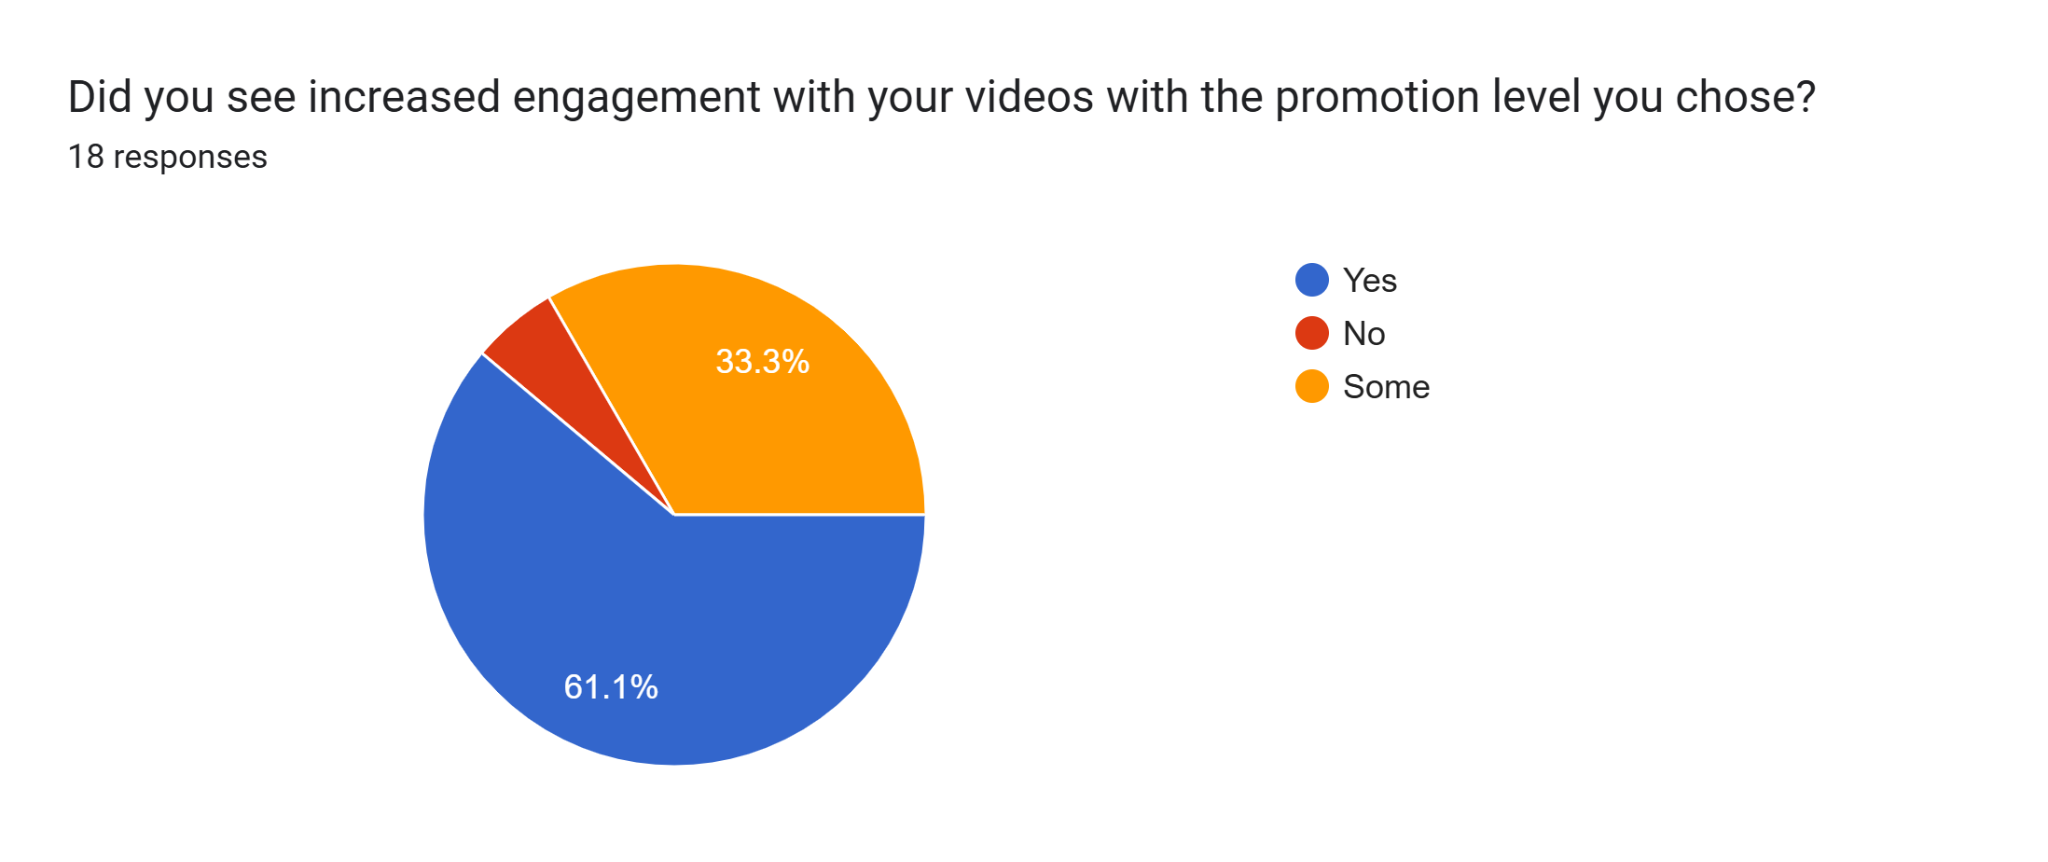 Did you see increased engagement with your videos with the promotion level you chose?
18 responses
33.3%
61.1%
Yes
No
Some